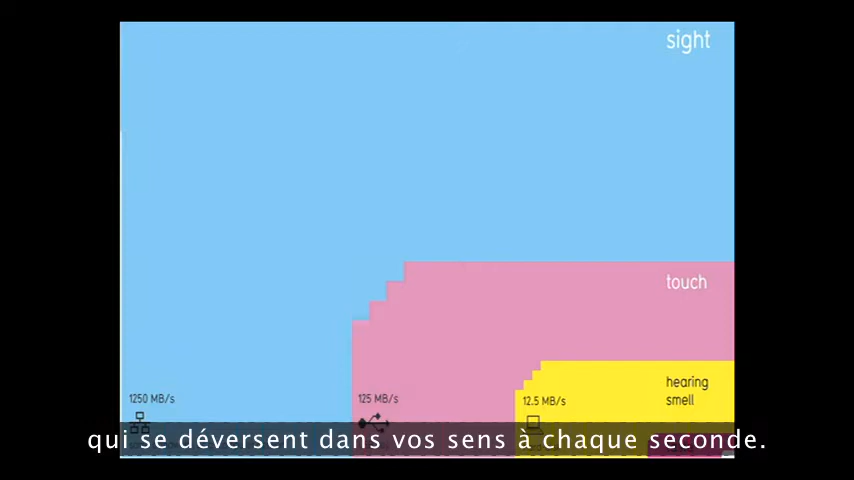 sight
touch
hearing
smell
1250 MB/s
125 MB/s
12.5 MB/s
qui se déversent dans vos sens à chaque seconde.